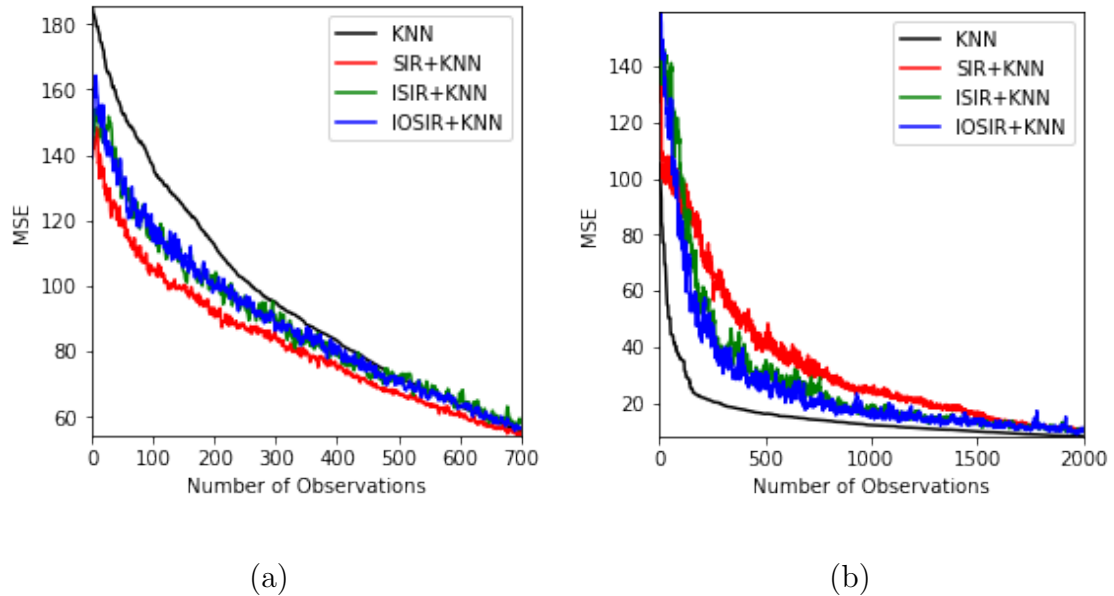 180
160
140
120
100
80
60
MSE
0 100 200 300 400 500 600 700
Number of Observations
KNN
SIR+KNN
ISIR+KNN
IOSIR+KNN
(a)
140
120
100
80
60
40
20
MSE
0 500 1000 1500 2000
Number of Observations
KNN
SIR+KNN
ISIR+KNN
IOSIR+KNN
(b)